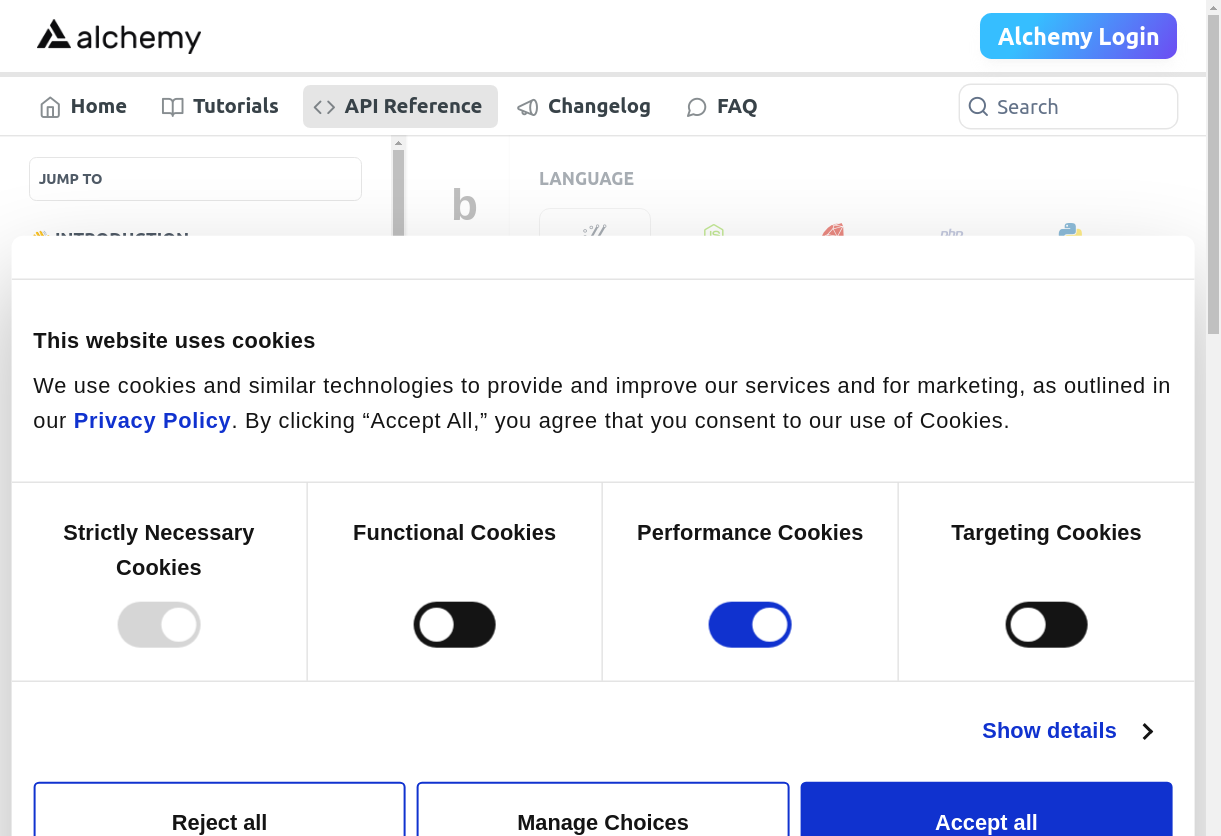 alchemy
Alchemy Login
Home
Tutorials
API Reference
Changelog
FAQ
Search
JUMP TO
LANGUAGE
b
INTRODUCTION
php
This website uses cookies
We use cookies and similar technologies to provide and improve our services and for marketing, as outlined in
our Privacy Policy. By clicking “Accept All,” you agree that you consent to our use of Cookies.
Strictly Necessary
Cookies
Functional Cookies
Performance Cookies
Targeting Cookies
Show details
Reject all
Manage Choices
Accept all